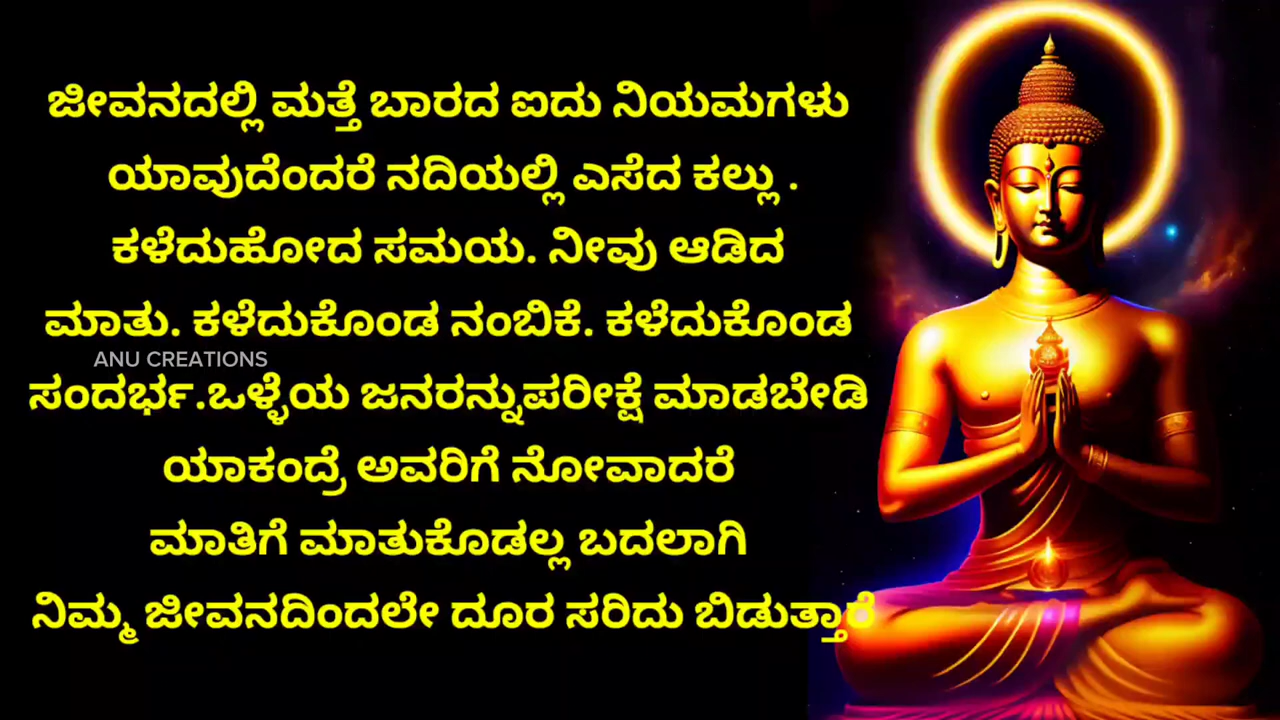 ಜೀವನದಲ್ಲಿ ಮತ್ತೆ ಬಾರದ ಐದು ನಿಯಮಗಳು
ಯಾವುದೆಂದರೆ ನದಿಯಲ್ಲಿ ಎಸೆದ ಕಲ್ಲು .
ಕಳೆದುಹೋದ ಸಮಯ. ನೀವು ಆಡಿದ
ಮಾತು. ಕಳೆದುಕೊಂಡ ನಂಬಿಕೆ. ಕಳೆದುಕೊಂಡ
ANU CREATIONS
ಸಂದರ್ಭ.ಒಳ್ಳೆಯ ಜನರನ್ನುಪರೀಕ್ಷೆ ಮಾಡಬೇಡಿ
ಯಾಕಂದ್ರೆ ಅವರಿಗೆ ನೋವಾದರೆ
ಮಾತಿಗೆ ಮಾತುಕೊಡಲ್ಲ ಬದಲಾಗಿ
ನಿಮ್ಮ ಜೀವನದಿಂದಲೇ ದೂರ ಸರಿದು ಬಿಡುತ್ತಾರೆ